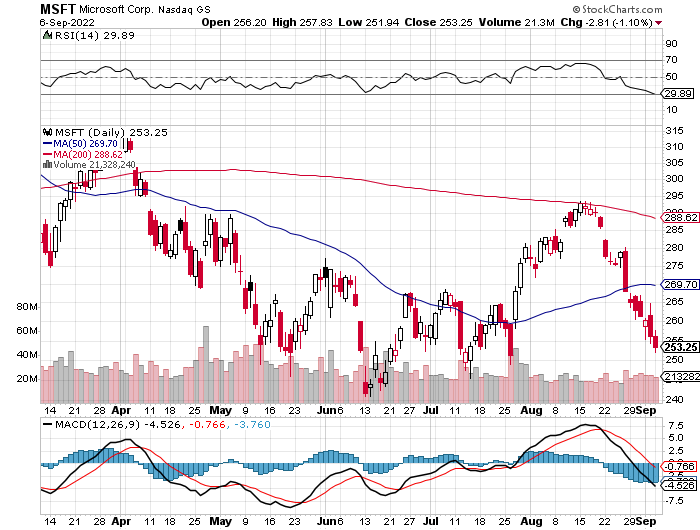 MSFT Microsoft Corp. Nasdaq GS © StockCharts.com
6-Sep-2022 Open 256.20 High 257.83 Low 251.94 Close 253.25 Volume 21.3M Chg -2.81 (-1.10%)
RSI(14) 29.89
90
70
50
29.89
10
MSFT (Daily) 253.25
MA(50) 269.70
MA(200) 288.62
Volume 21,328,240
315
310
305
300
295
288.62
285
280
275
269.70
265
260
253.25
250
245
80M
60M
40M
20M
14 21 28 Apr 11 18 25 May 9 16 23 Jun 6 13 21 27 Jul 11 18 25 Aug 8 15 22 29 Sep
MACD(12,26,9) -4.526, -0.766, -3.760
7.5
5.0
2.5
0.0
-0.766
-4.526
-7.5
14 21 28 Apr 11 18 25 May 9 16 23 Jun 6 13 21 27 Jul 11 18 25 Aug 8 15 22 29 Sep